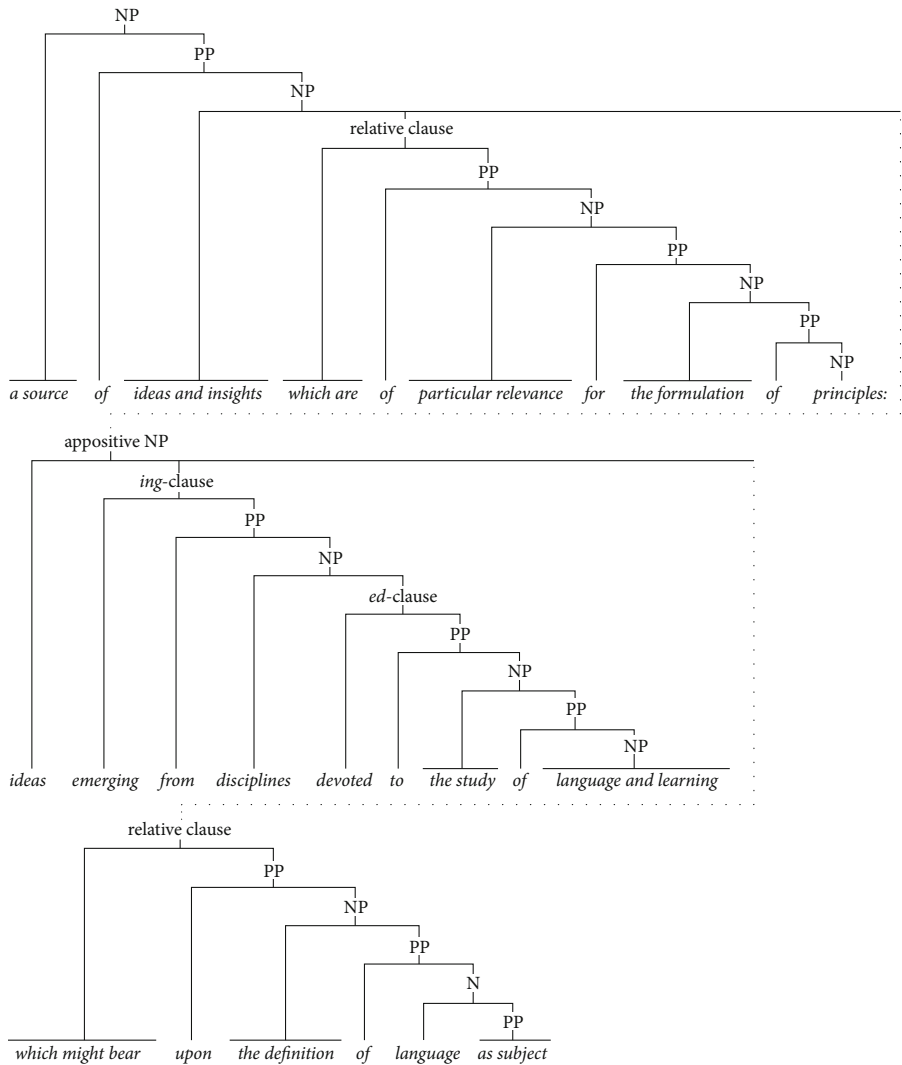 NP
PP
NP
relative clause
PP
NP
PP
NP
PP
NP
a source of ideas and insights which are of particular relevance for the formulation of principles:
appositive NP
ing-clause
PP
NP
ed-clause
PP
NP
PP
NP
ideas emerging from disciplines devoted to the study of language and learning
relative clause
PP
NP
PP
N
PP
which might bear upon the definition of language as subject